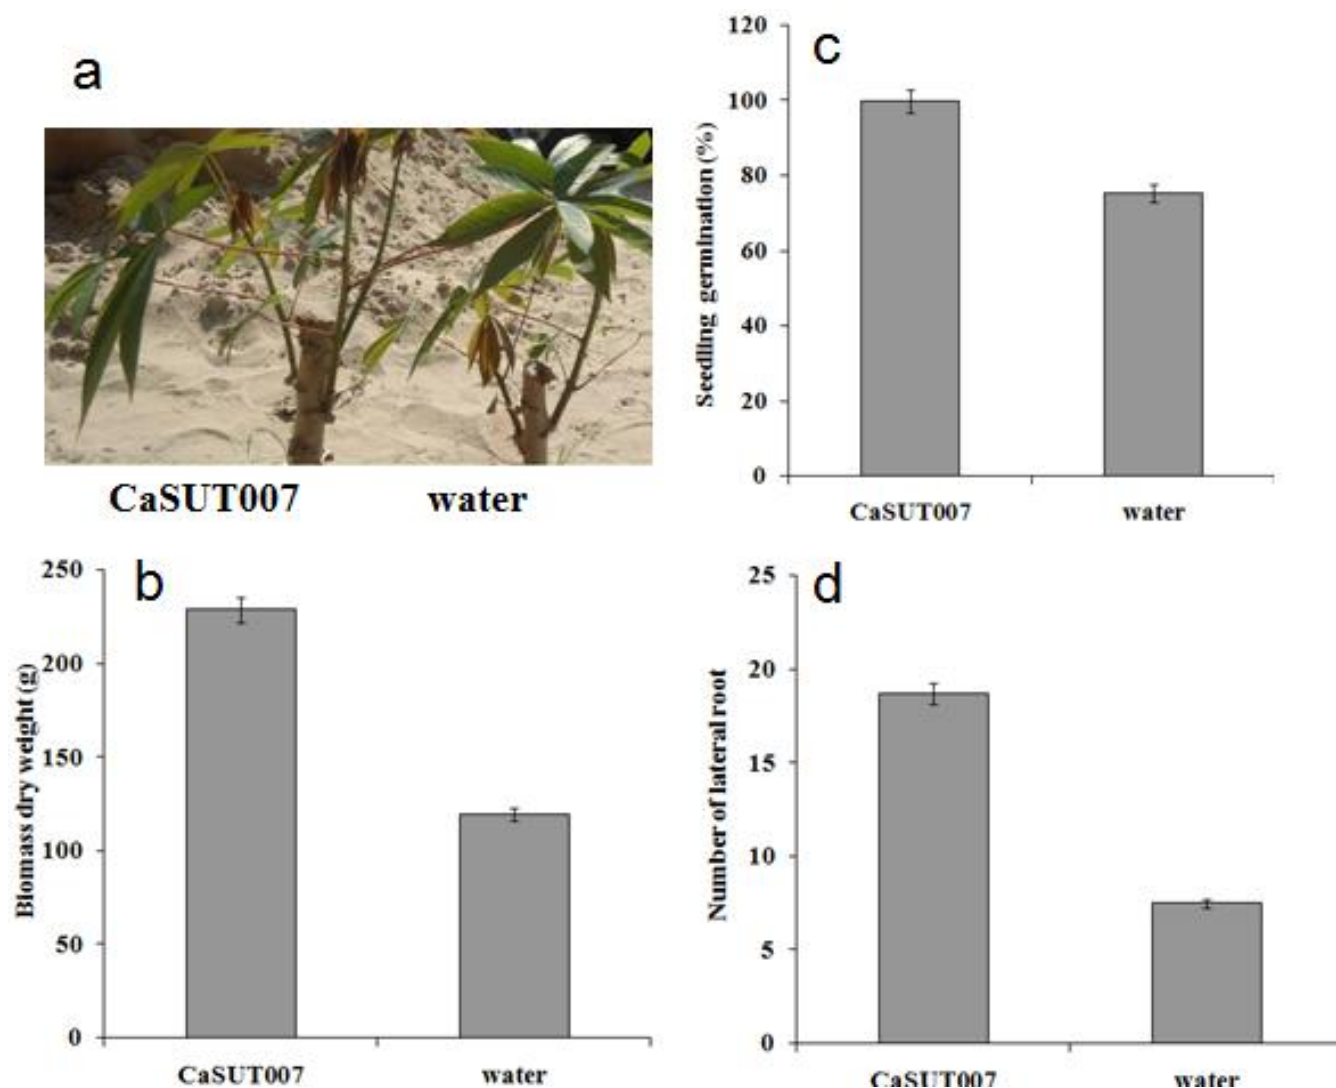 a
CaSUT007 water
b
Biomass dry weight (g)
250
200
150
100
50
0
CaSUT007 water
c
Seedling germination (%)
120
100
80
60
40
20
0
CaSUT007 water
d
Number of lateral root
25
20
15
10
5
0
CaSUT007 water